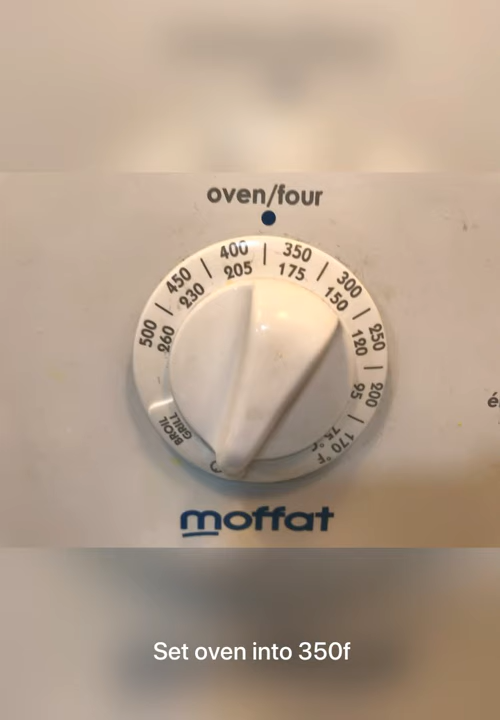 oven/four
400 | 350
205 175
450 300
230 150
500 250
260 120
200
95
BROIL
GRILL
170 °F
75 °C
O
é
moffat
Set oven into 350f